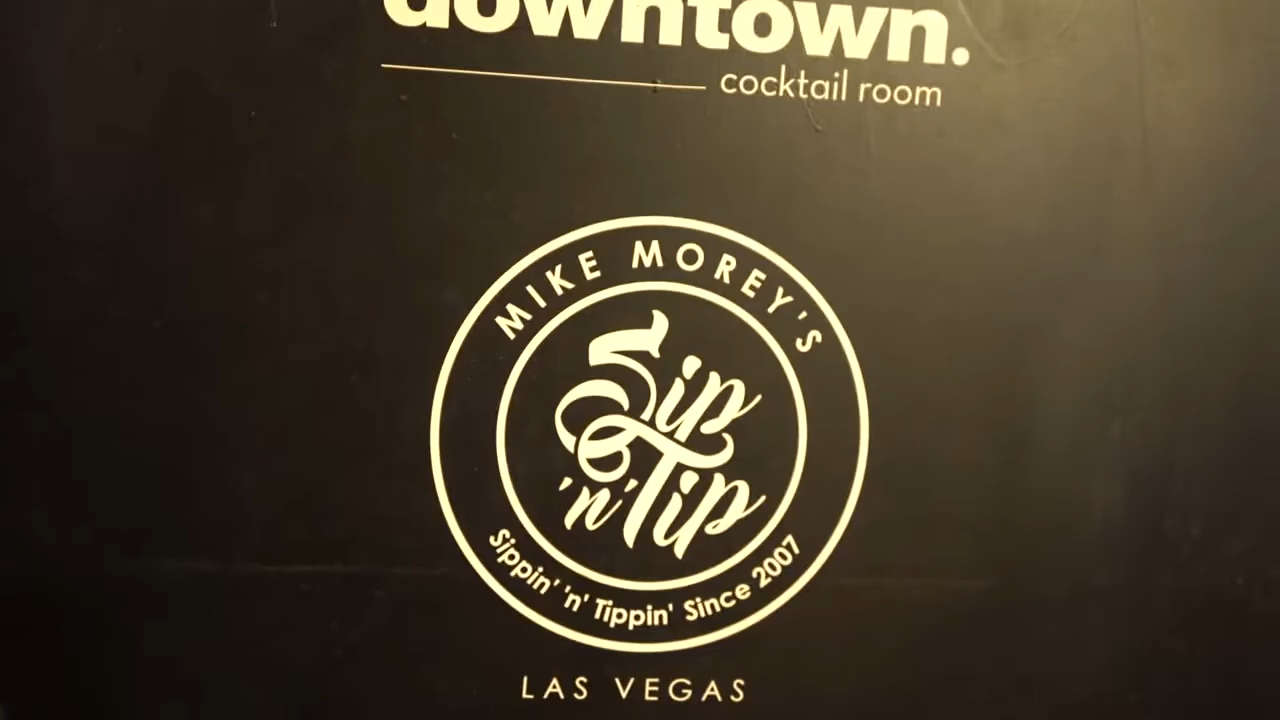 downtown.
cocktail room
MIKE MOREY'S
Sip
'n' Tip
Sippin' 'n' Tippin' Since 2007
LAS VEGAS